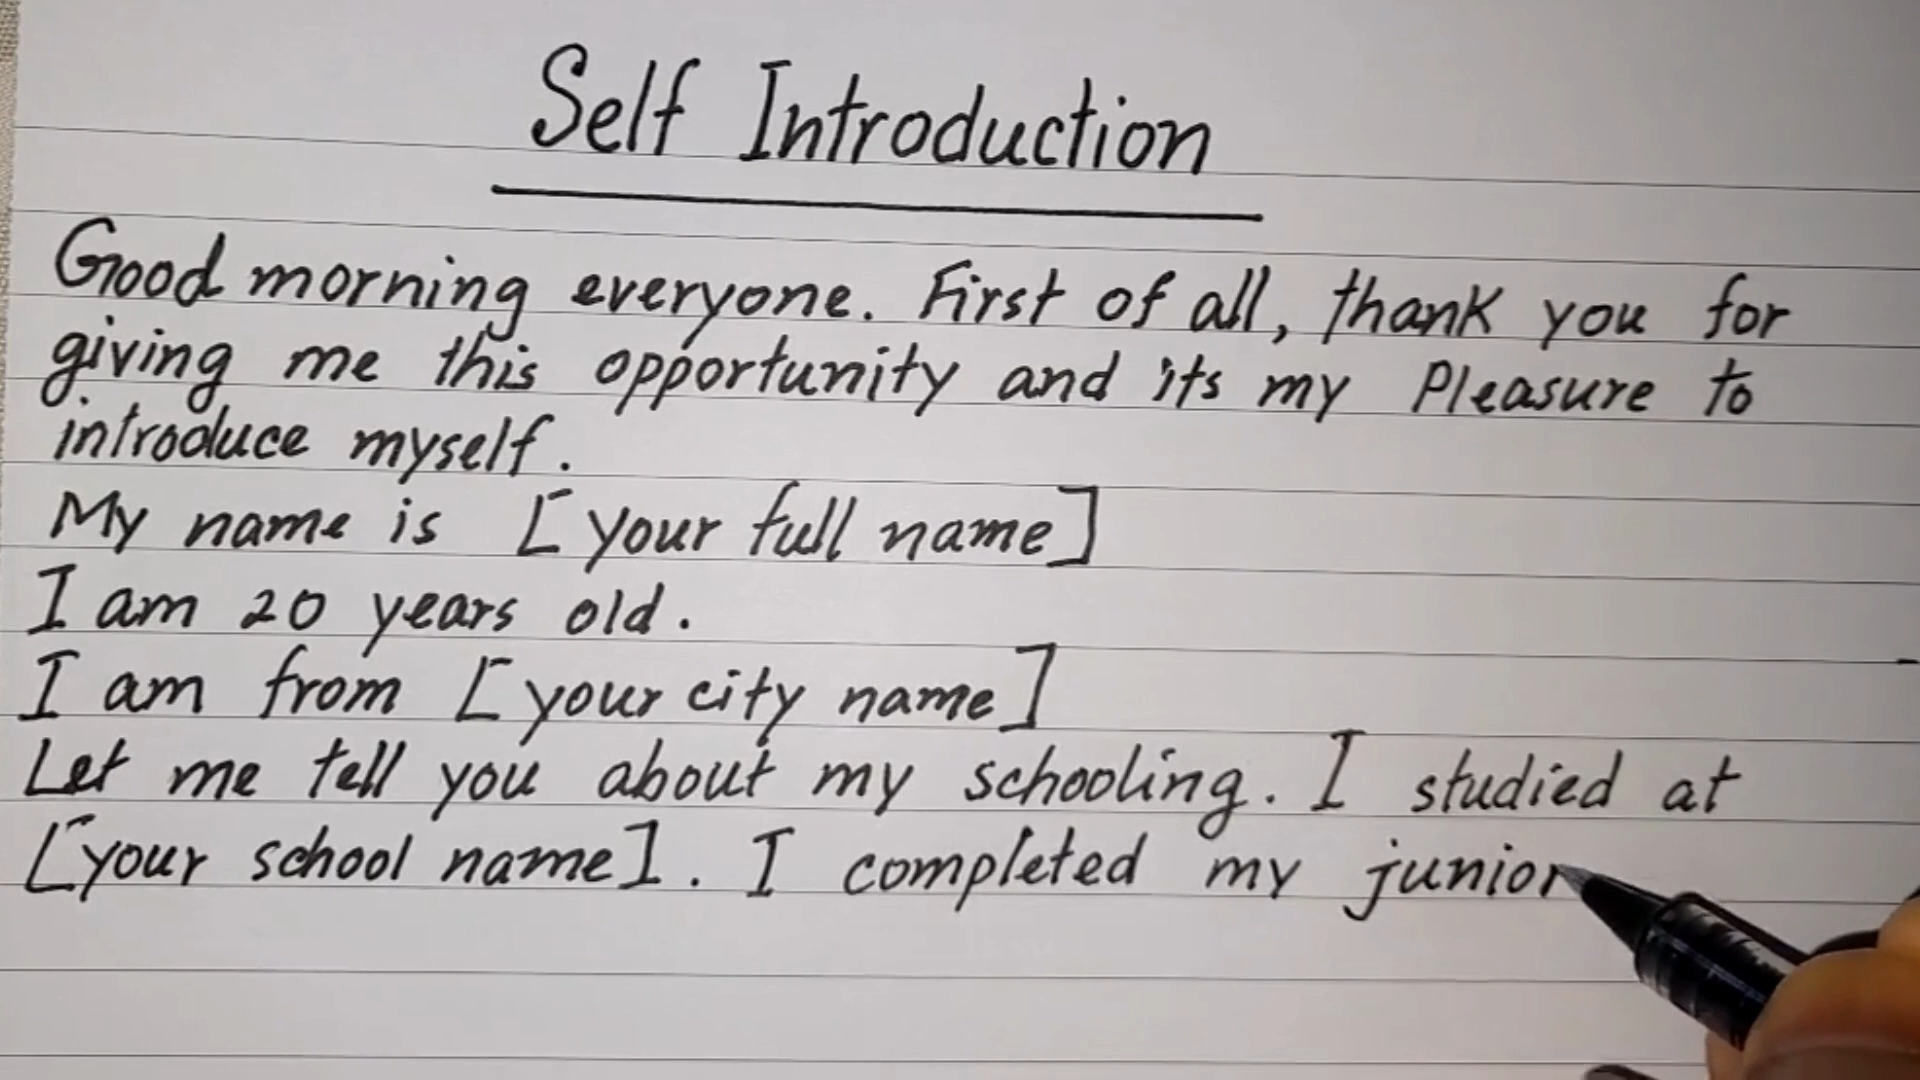 Self Introduction
Good morning everyone. First of all, thank you for
giving me this opportunity and its my Pleasure to
introduce myself.
My name is [your full name]
I am 20 years old.
I am from [your city name]
Let me tell you about my schooling. I studied at
[your school name]. I completed my junior